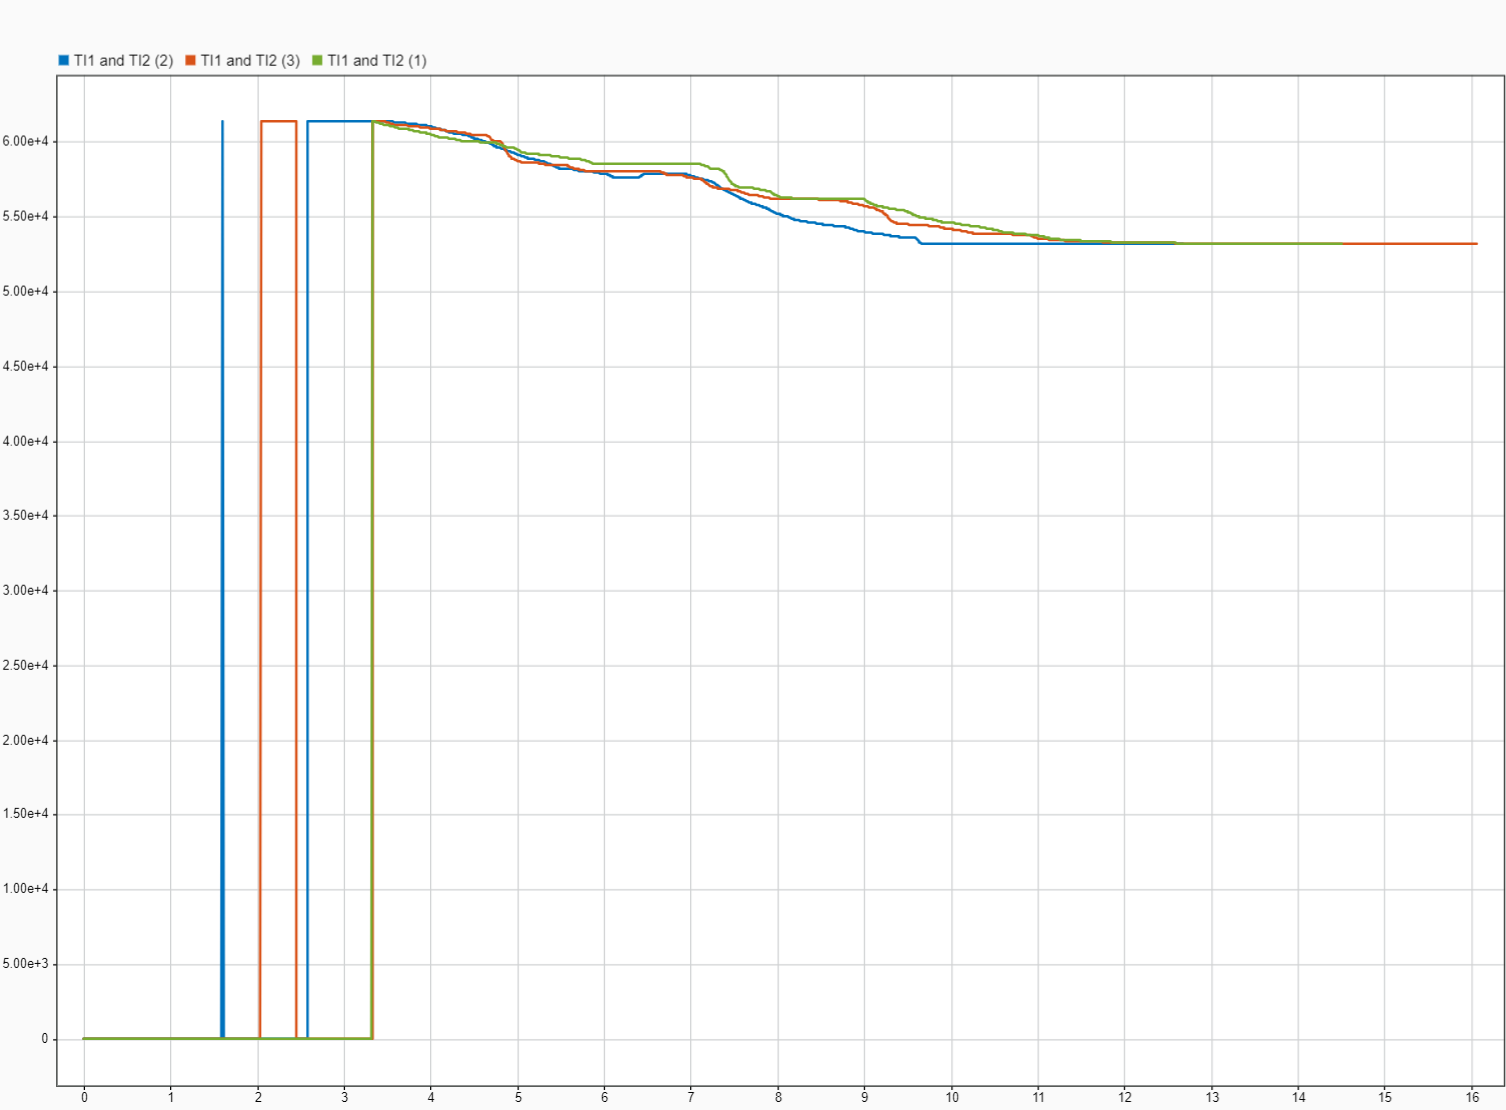 TI1 and TI2 (2) TI1 and TI2 (3) TI1 and TI2 (1)
6.00e+4
5.50e+4
5.00e+4
4.50e+4
4.00e+4
3.50e+4
3.00e+4
2.50e+4
2.00e+4
1.50e+4
1.00e+4
5.00e+3
0
0 1 2 3 4 5 6 7 8 9 10 11 12 13 14 15 16